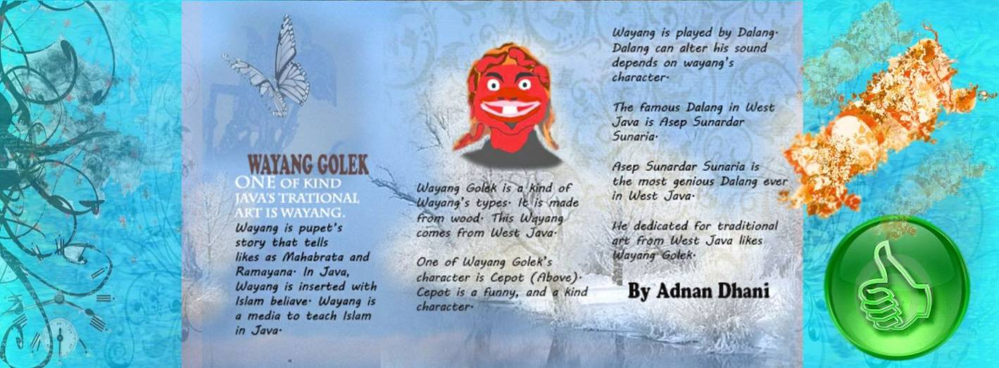 WAYANG GOLEK
ONE OF KIND
JAVA'S TRATIONAL
ART IS WAYANG.
Wayang is pupet's
story that tells
likes as Mahabrata and
Ramayana. In Java,
Wayang is inserted with
Islam beliave. Wayang is
a media to teach Islam
in Java.
Wayang Golek is a kind of
Wayang's types. It is made
from wood. This Wayang
comes from West Java.
One of Wayang Golek's
character is Cepot (Above).
Cepot is a funny, and a kind
character.
Wayang is played by Dalang.
Dalang can alter his sound
depends on wayang's
character.
The famous Dalang in West
Java is Asep Sunardar
Sunaria.
Asep Sunardar Sunaria is
the most genious Dalang ever
in West Java.
He dedicated for traditional
art from West Java likes
Wayang Golek.
By Adnan Dhani